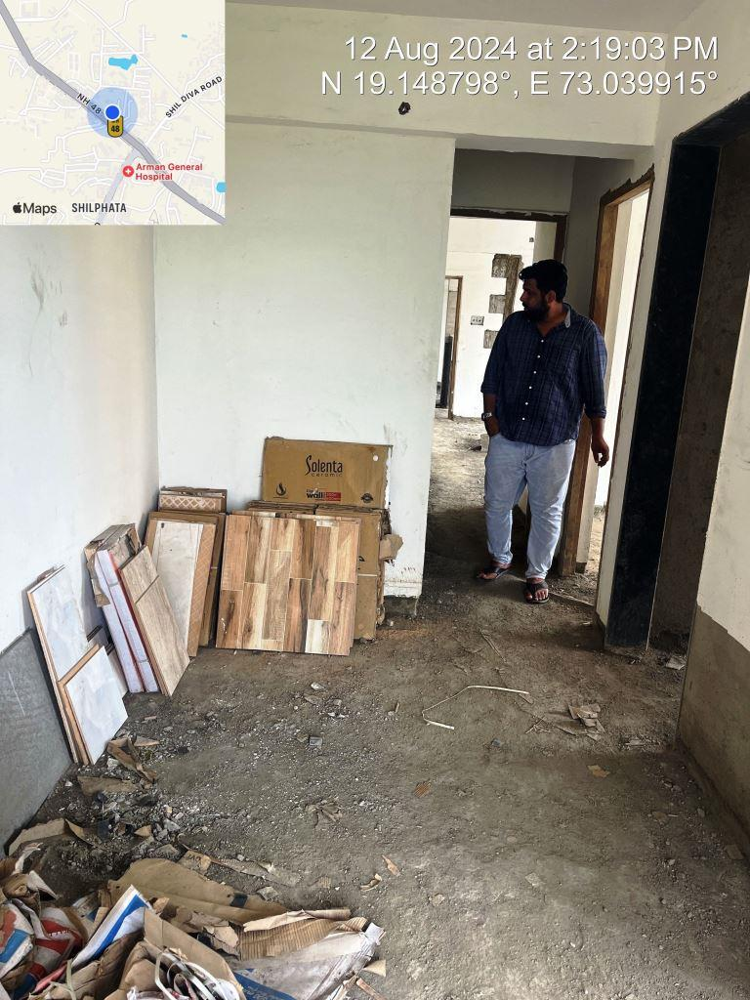 12 Aug 2024 at 2:19:03 PM
N 19.148798°, E 73.039915°
NH 48
48
SHIL DIVA ROAD
Arman General
Hospital
Maps
SHILPHATA
Solenta
ceramic
wall